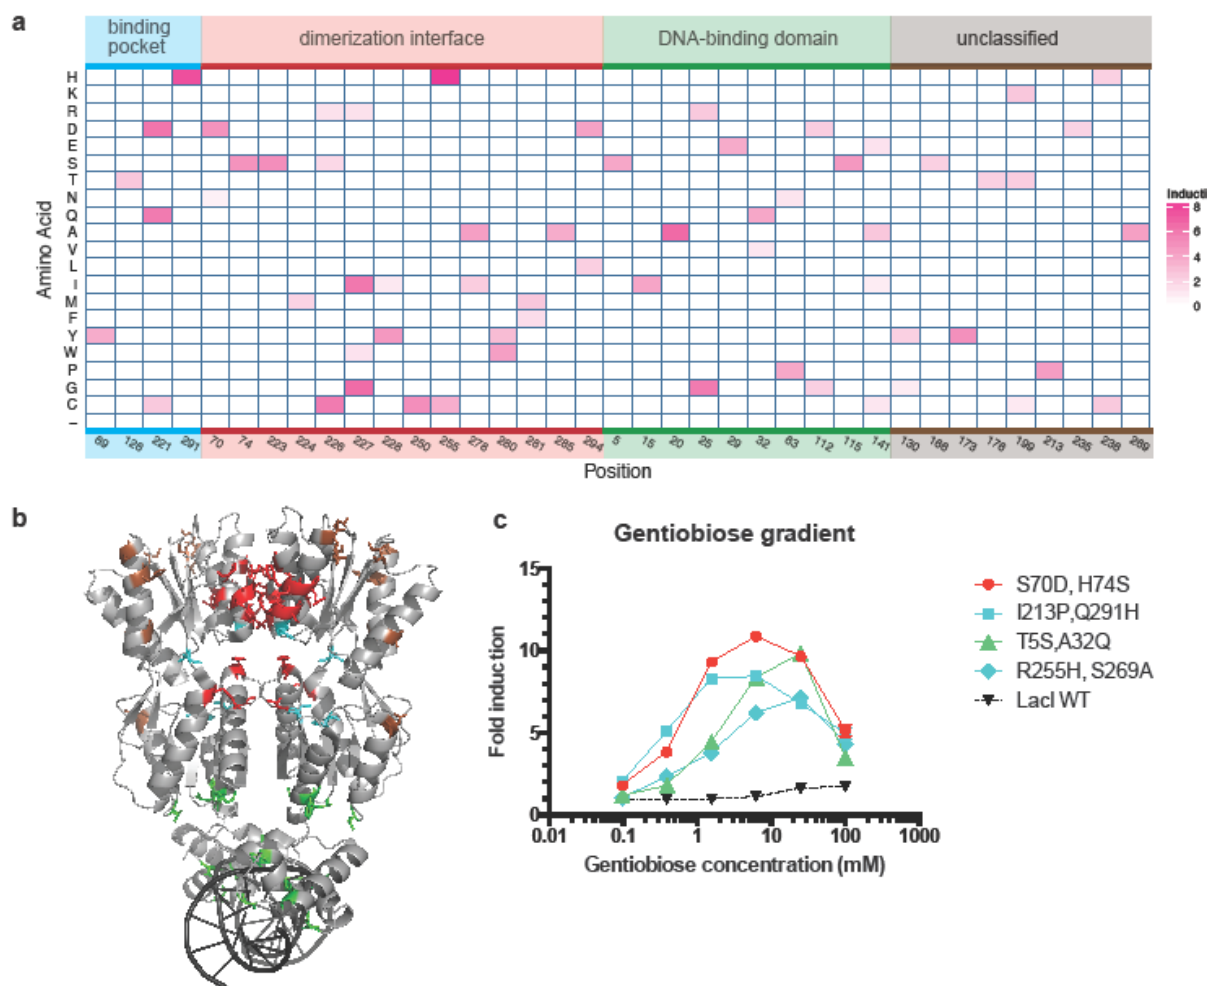 a
binding
pocket
dimerization interface
DNA-binding domain
unclassified
Amino Acid
H
K
R
D
E
S
T
N
Q
A
V
L
I
M
F
Y
W
P
G
C
–
Inducti
8
6
4
2
0
69 126 221 291 70 74 223 224 226 227 228 250 255 278 280 281 285 294 5 15 20 25 29 32 63 112 115 141 130 166 173 178 199 213 235 238 269
Position
b
c
Gentiobiose gradient
Fold induction
15
10
5
0
0.01 0.1 1 10 100 1000
Gentiobiose concentration (mM)
S70D, H74S
I213P,Q291H
T5S,A32Q
R255H, S269A
LacI WT